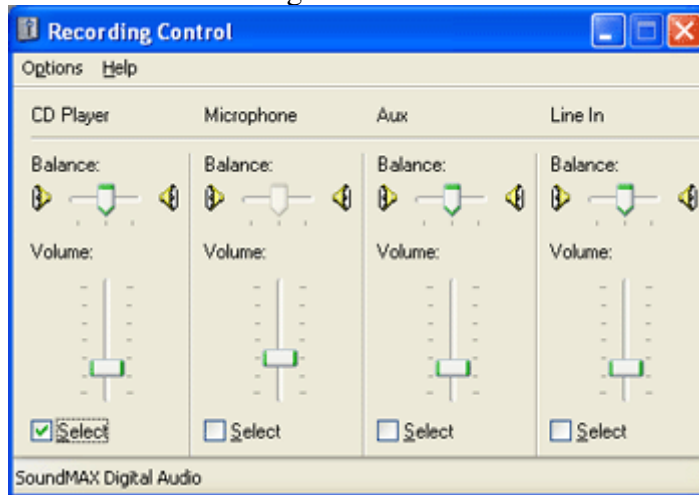 Recording Control
Options Help
CD Player Microphone Aux Line In
Balance: Balance: Balance: Balance:
Volume: Volume: Volume: Volume:
Select Select Select Select
SoundMAX Digital Audio